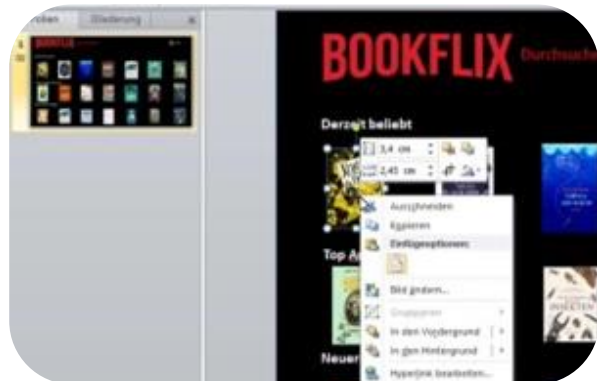 Gliederung
BOOKFLIX
Durchsuche
Derzeit beliebt
3,4 cm
2,45 cm
Ausschneiden
Kopieren
Einfügeoptionen:
Top
Bild ändern...
Gruppieren
In den Vordergrund
In den Hintergrund
Neuer
Hyperlink bearbeiten...
INSEKTEN